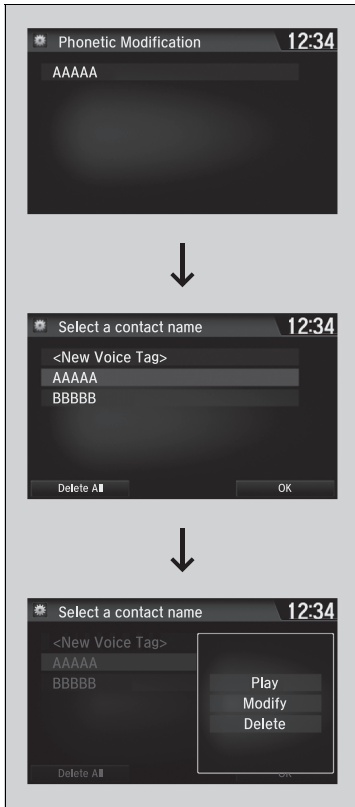 Phonetic Modification 12:34
AAAAA
Select a contact name 12:34
<New Voice Tag>
AAAAA
BBBBB
Delete All OK
Select a contact name 12:34
<New Voice Tag>
AAAAA
BBBBB
Play
Modify
Delete
Delete All OK